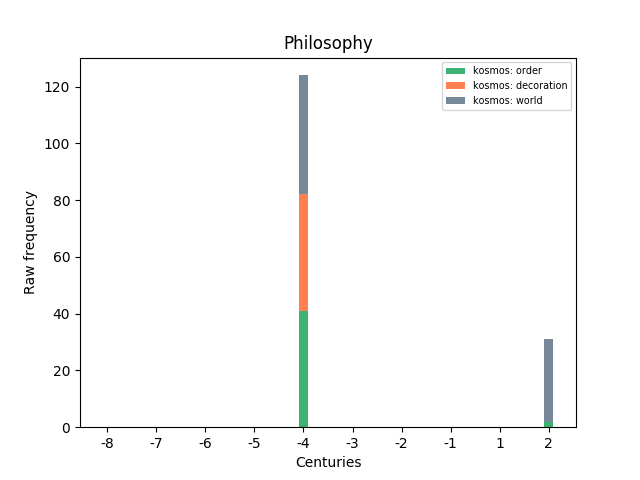 Philosophy
kosmos: order
kosmos: decoration
kosmos: world
Raw frequency
120
100
80
60
40
20
0
-8 -7 -6 -5 -4 -3 -2 -1 1 2
Centuries